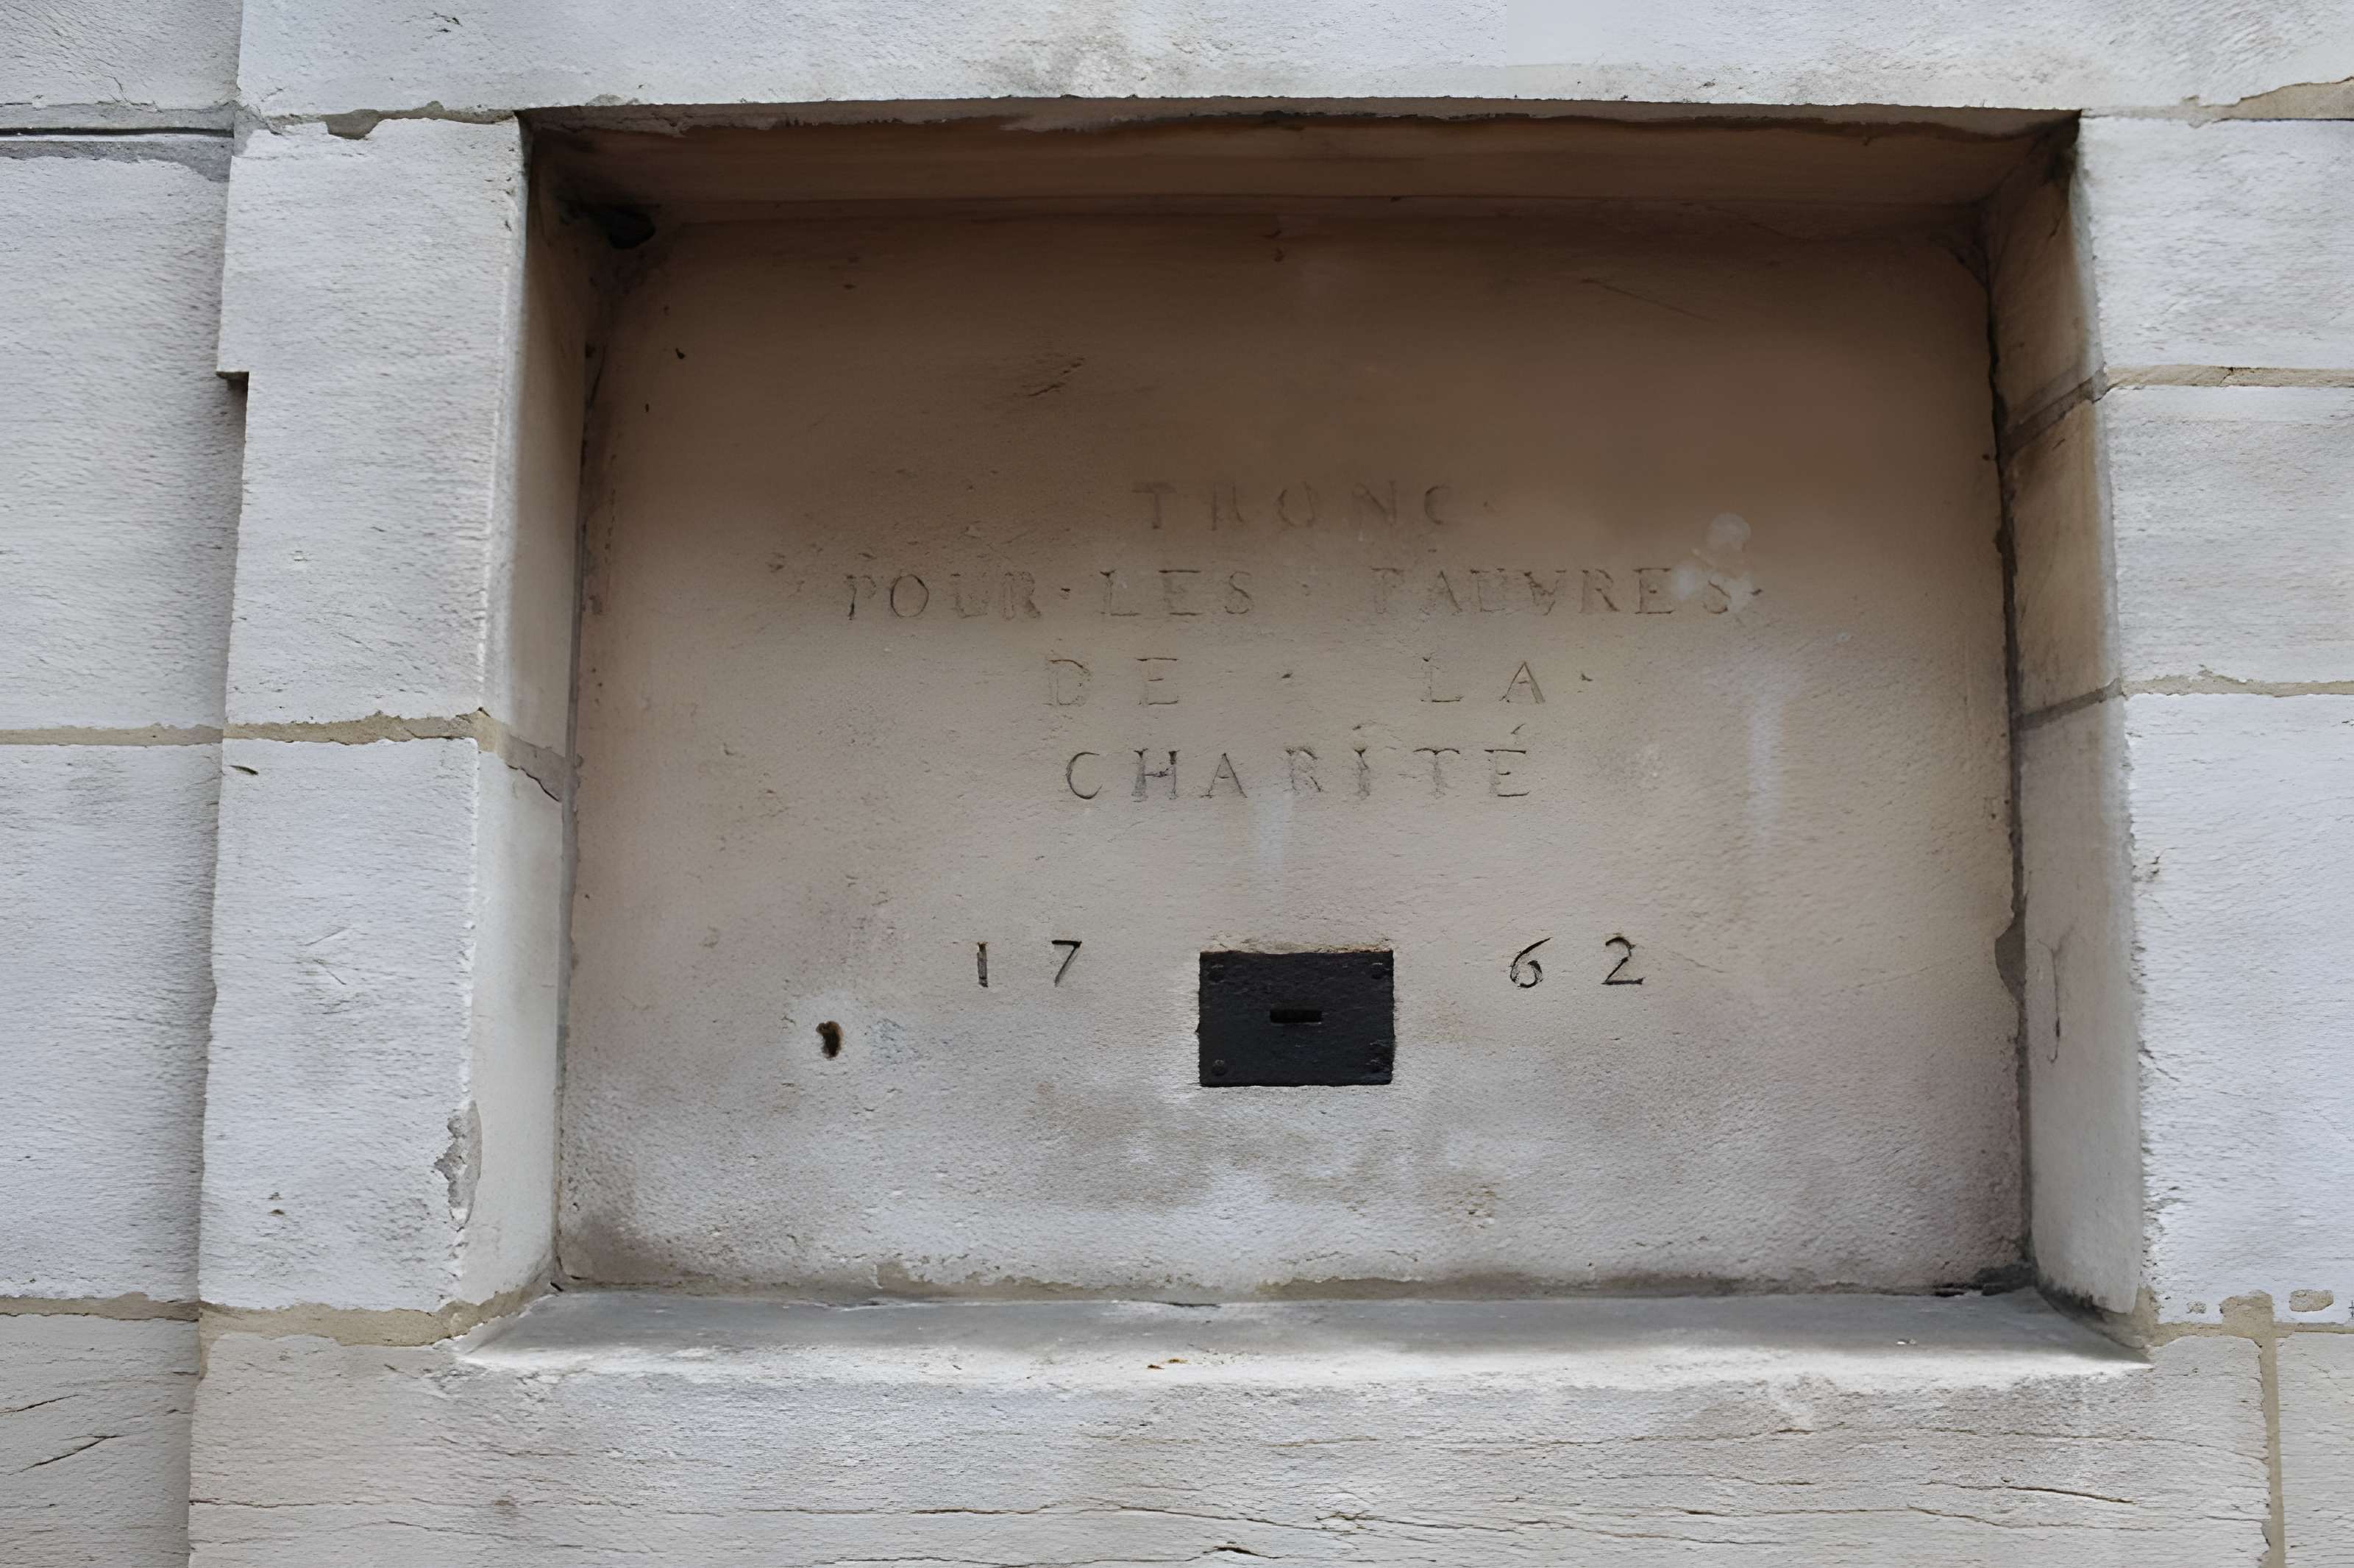 TRONC·
POUR·LES·PAUVRES·
DE·LA·
CHARITÉ
17 62